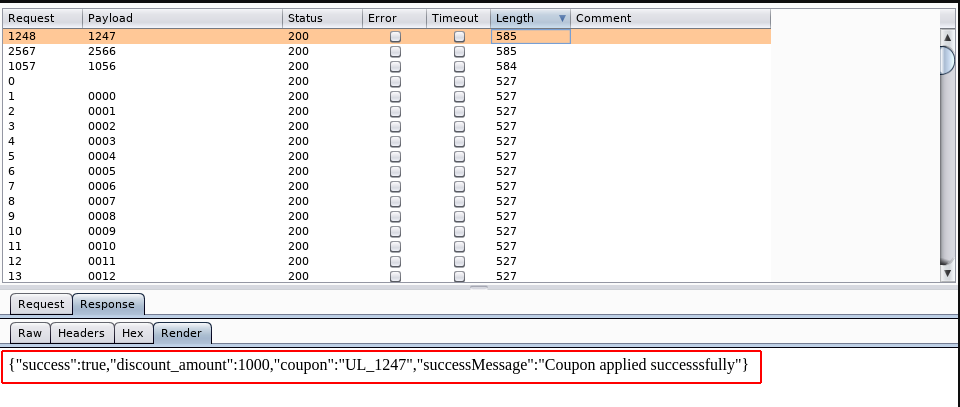 Request Payload Status Error Timeout Length Comment
1248 1247 200 585
2567 2566 200 585
1057 1056 200 584
0 200 527
1 0000 200 527
2 0001 200 527
3 0002 200 527
4 0003 200 527
5 0004 200 527
6 0005 200 527
7 0006 200 527
8 0007 200 527
9 0008 200 527
10 0009 200 527
11 0010 200 527
12 0011 200 527
13 0012 200 527
Request Response
Raw Headers Hex Render
{"success":true,"discount_amount":1000,"coupon":"UL_1247","successMessage":"Coupon applied successsfully"}